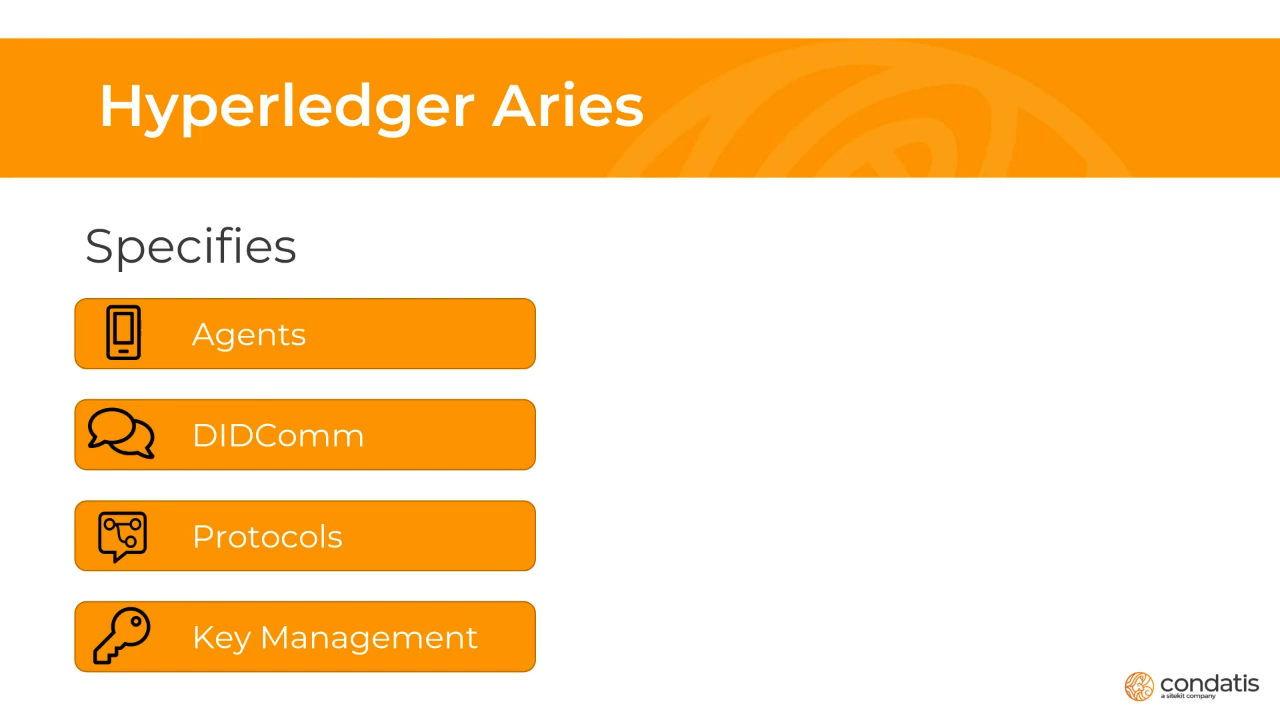 Hyperledger Aries
Specifies
Agents
DIDComm
Protocols
Key Management
condatis
a sitekit company